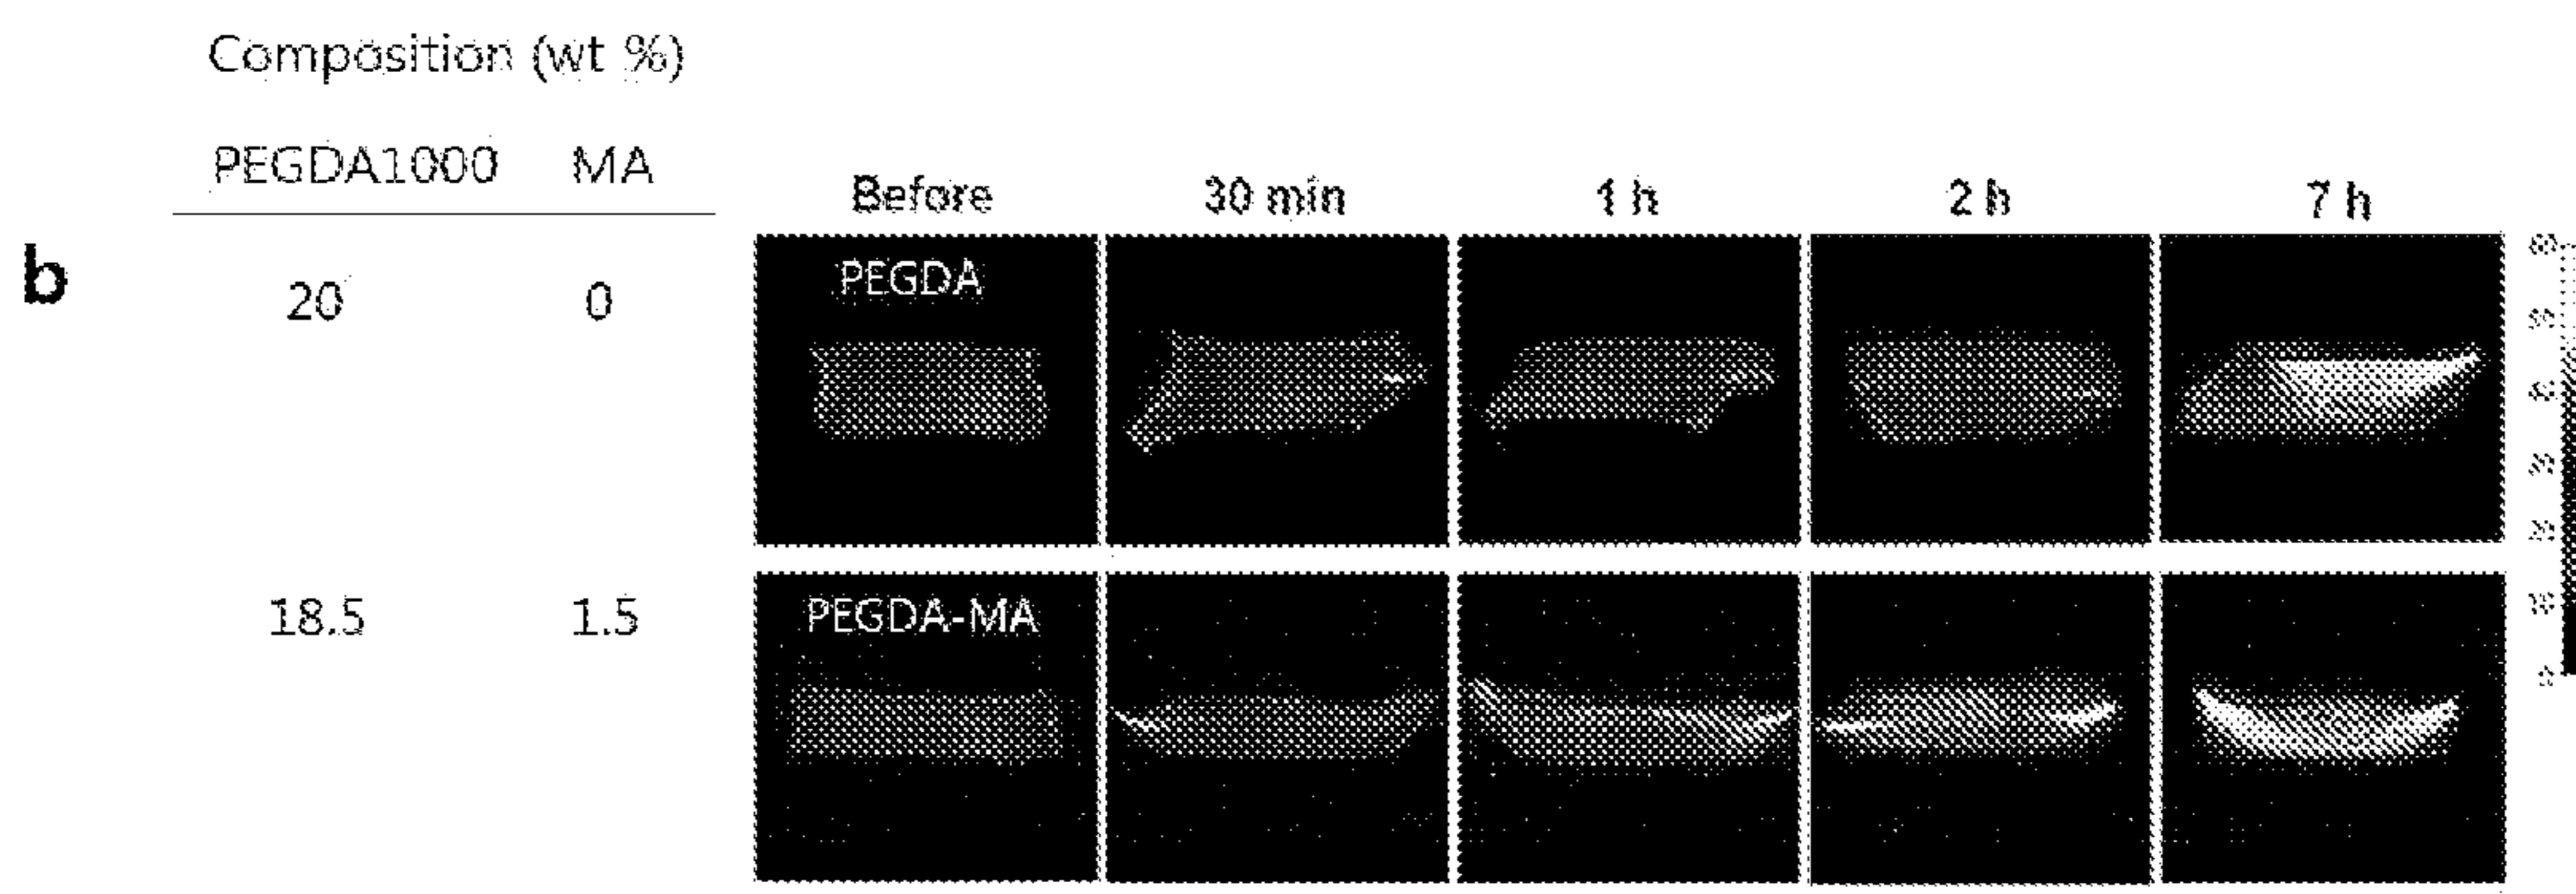 Composition (wt %)
PEGDA1000 MA
Before 30 min 1 h 2 h 7 h
b
20 0
PEGDA
18.5 1.5
PEGDA-MA